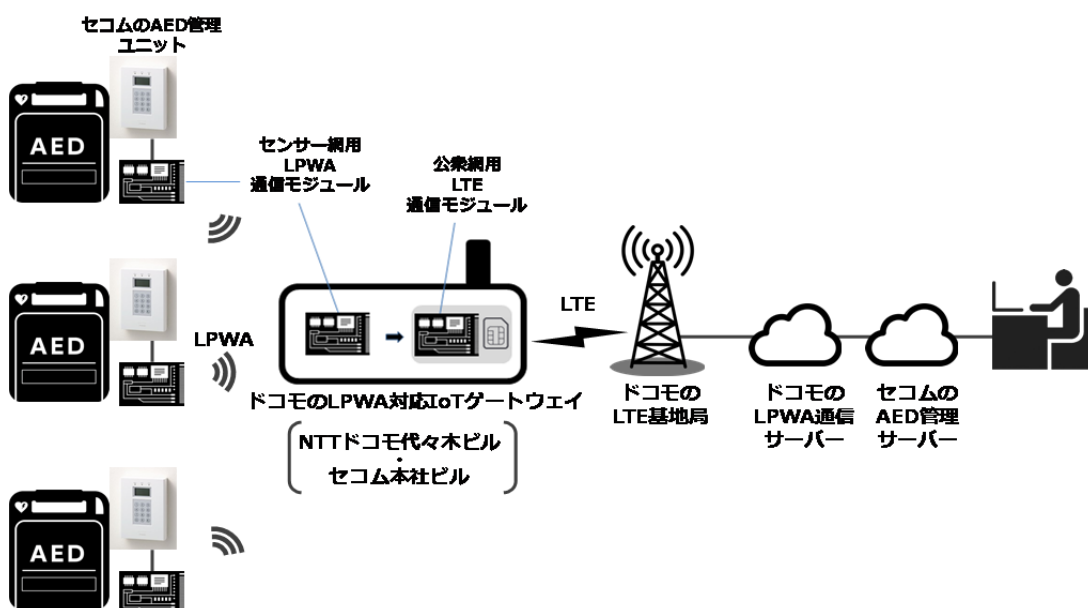 セコムのAED管理
ユニット
AED
センサー網用
LPWA
通信モジュール
公衆網用
LTE
通信モジュール
AED
LPWA
LTE
ドコモのLPWA対応IoTゲートウェイ
NTTドコモ代々木ビル
・
セコム本社ビル
ドコモの
LTE基地局
ドコモの
LPWA通信
サーバー
セコムの
AED管理
サーバー
AED